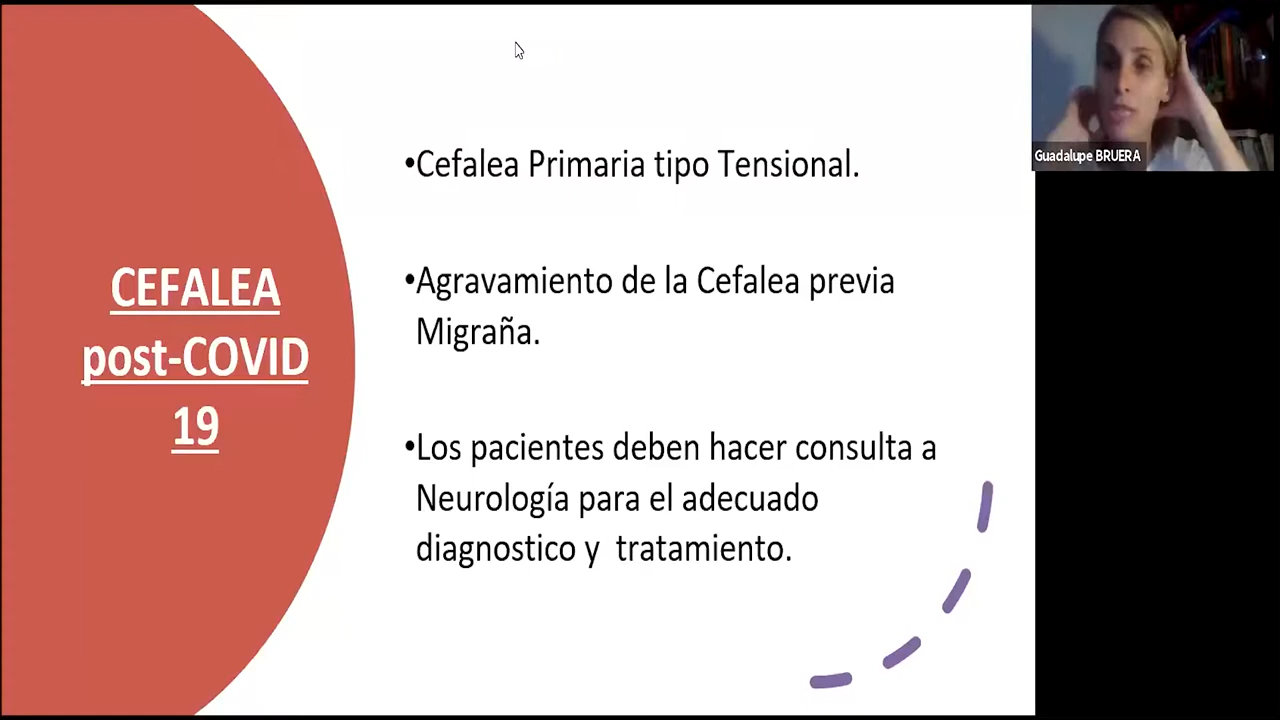 CEFALEA
post-COVID
19
•Cefalea Primaria tipo Tensional.
•Agravamiento de la Cefalea previa
Migraña.
•Los pacientes deben hacer consulta a
Neurología para el adecuado
diagnostico y tratamiento.
Guadalupe BRUERA